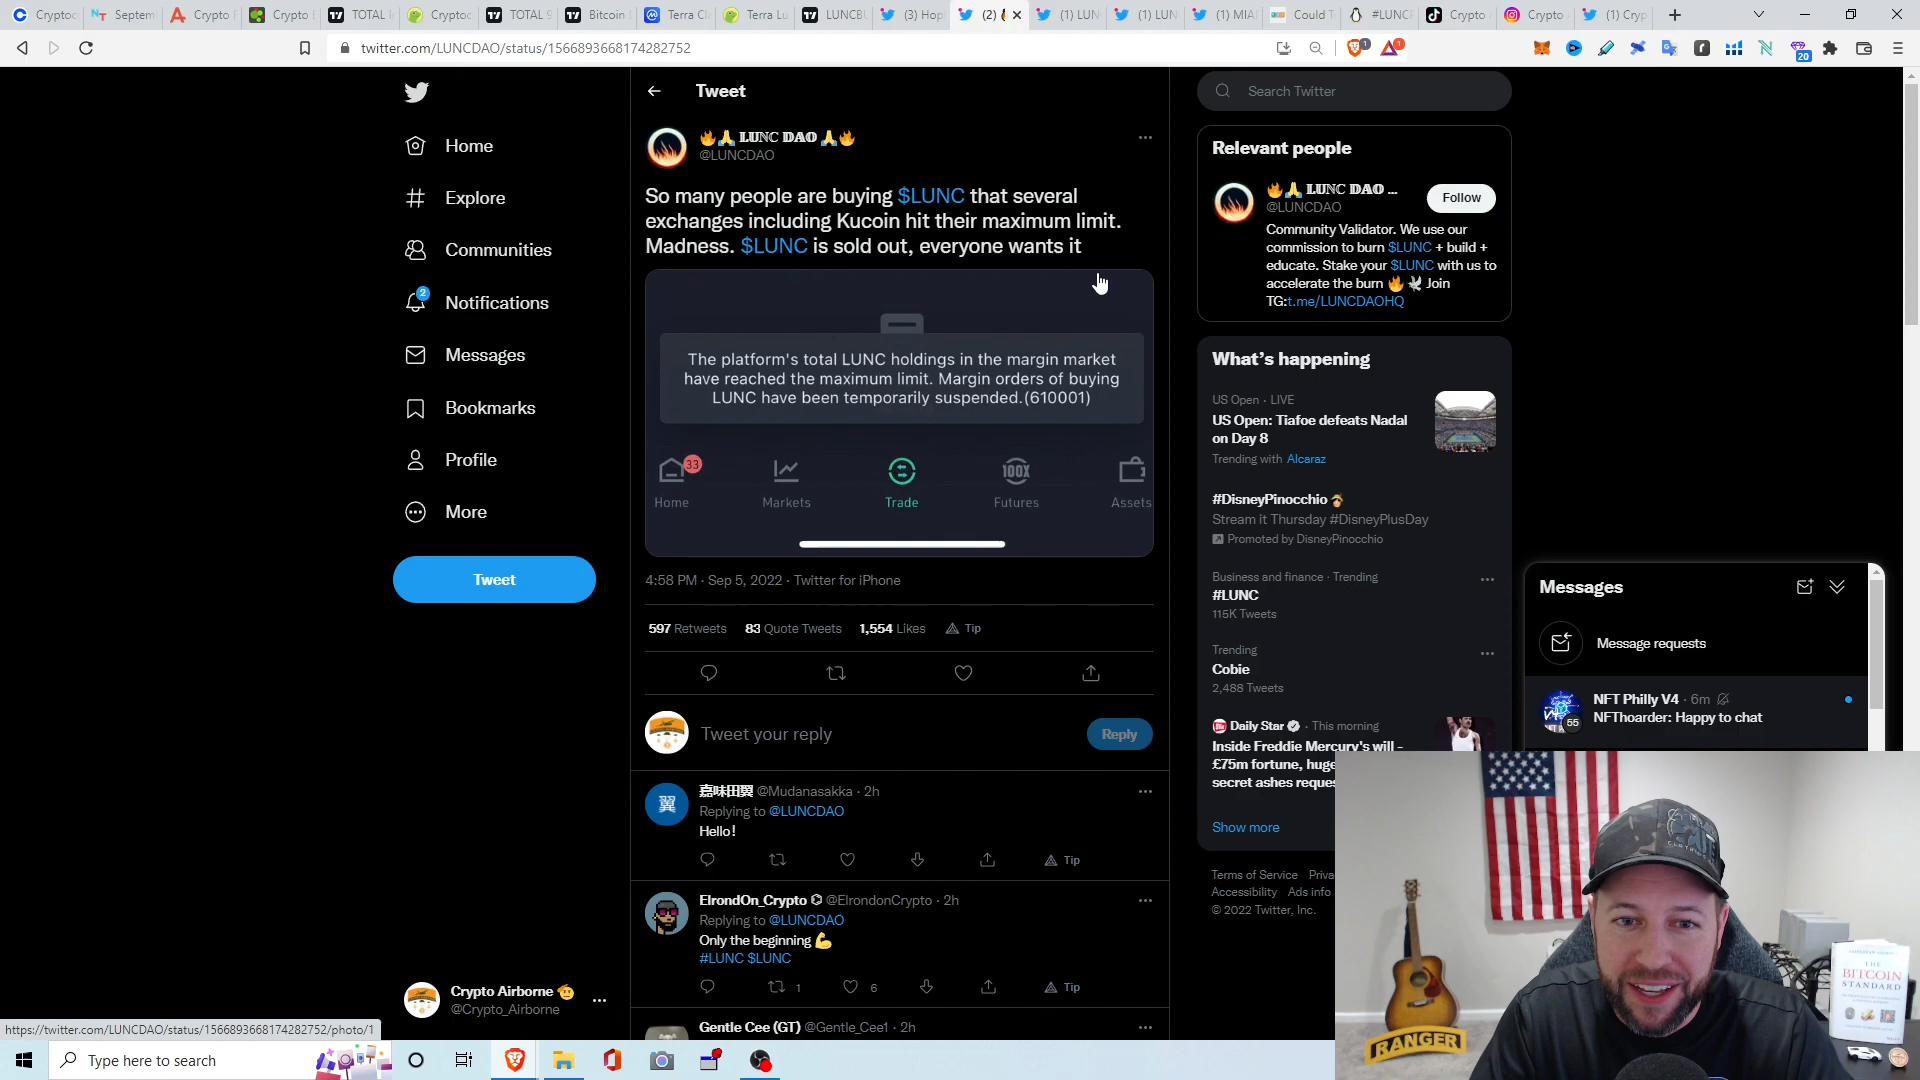 Cryptoc
Septem
Crypto F
Crypto E
TOTAL
Cryptoc
TOTAL
Bitcoin
Terra Cl
Terra Lu
LUNCBU
(3) Hop
(2)
(1) LUN
(1) LUN
(1) MIA
Could T
#LUNC
Crypto
Crypto
(1) Cryp
twitter.com/LUNCDAO/status/1566893668174282752
1
1
20
Home
Explore
Communities
2
Notifications
Messages
Bookmarks
Profile
More
Tweet
Crypto Airborne
@Crypto_Airborne
Tweet
🔥🙏 𝕃𝕌ℕℂ 𝔻𝔸𝕆 🙏🔥
@LUNCDAO
So many people are buying $LUNC that several
exchanges including Kucoin hit their maximum limit.
Madness. $LUNC is sold out, everyone wants it
The platform's total LUNC holdings in the margin market
have reached the maximum limit. Margin orders of buying
LUNC have been temporarily suspended.(610001)
33
100X
Home Markets Trade Futures Assets
4:58 PM · Sep 5, 2022 · Twitter for iPhone
597 Retweets 83 Quote Tweets 1,554 Likes Tip
Tweet your reply
Reply
翼
嘉味田翼 @Mudanasakka · 2h
Replying to @LUNCDAO
Hello!
Tip
ElrondOn_Crypto @ElrondonCrypto · 2h
Replying to @LUNCDAO
Only the beginning 💪
#LUNC $LUNC
1 6 Tip
Gentle Cee (GT) @Gentle_Cee1 · 2h
Search Twitter
Relevant people
🔥🙏 𝕃𝕌ℕℂ 𝔻𝔸𝕆 ...
@LUNCDAO
Follow
Community Validator. We use our
commission to burn $LUNC + build +
educate. Stake your $LUNC with us to
accelerate the burn 🔥🕊 Join
TG:t.me/LUNCDAOHQ
What's happening
US Open · LIVE
US Open: Tiafoe defeats Nadal
on Day 8
Trending with Alcaraz
#DisneyPinocchio
Stream it Thursday #DisneyPlusDay
Promoted by DisneyPinocchio
Business and finance · Trending
#LUNC
115K Tweets
Trending
Cobie
2,488 Tweets
Daily Star · This morning
Inside Freddie Mercury's will –
£75m fortune, huge
secret ashes reques
Show more
Terms of Service Priva
Accessibility Ads info
© 2022 Twitter, Inc.
Messages
Message requests
NFT Philly V4 · 6m
55
NFThoarder: Happy to chat
THE
BITCOIN
STANDARD
RANGER
https://twitter.com/LUNCDAO/status/1566893668174282752/photo/1
Type here to search